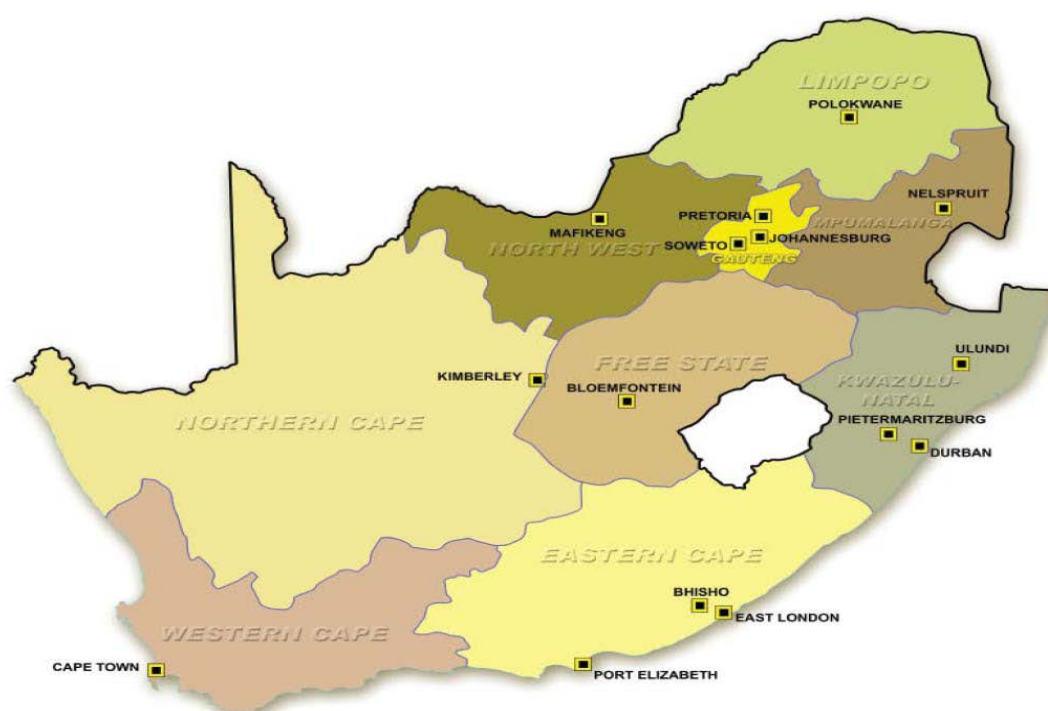 LIMPOPO
POLOKWANE
NELSPRUIT
PRETORIA
MPUMALANGA
MAFIKENG
NORTH WEST
SOWETO
JOHANNESBURG
GAUTENG
ULUNDI
FREE STATE
KIMBERLEY
BLOEMFONTEIN
KWAZULU-
NATAL
NORTHERN CAPE
PIETERMARITZBURG
DURBAN
EASTERN CAPE
BHISHO
EAST LONDON
WESTERN CAPE
CAPE TOWN
PORT ELIZABETH